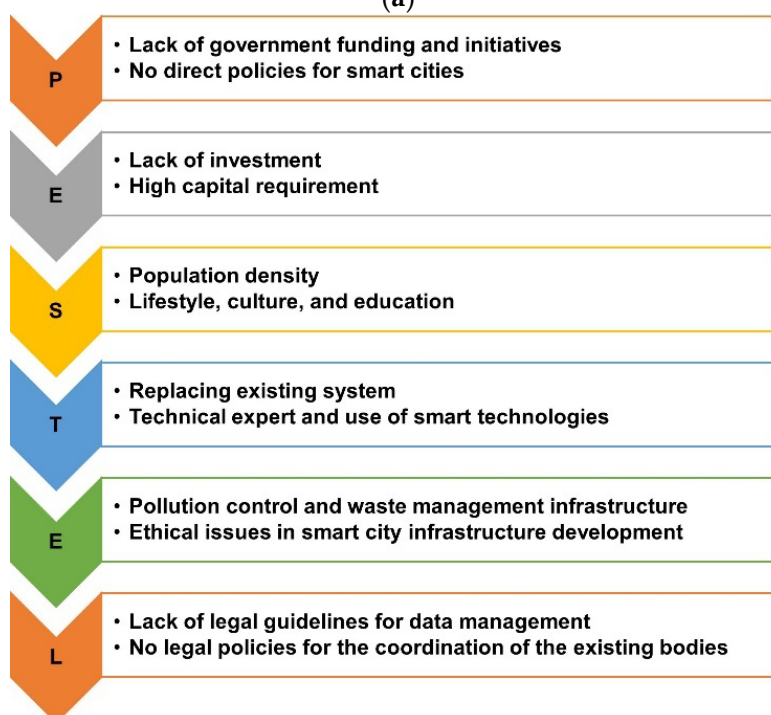 (a)
P
• Lack of government funding and initiatives
• No direct policies for smart cities
E
• Lack of investment
• High capital requirement
S
• Population density
• Lifestyle, culture, and education
T
• Replacing existing system
• Technical expert and use of smart technologies
E
• Pollution control and waste management infrastructure
• Ethical issues in smart city infrastructure development
L
• Lack of legal guidelines for data management
• No legal policies for the coordination of the existing bodies